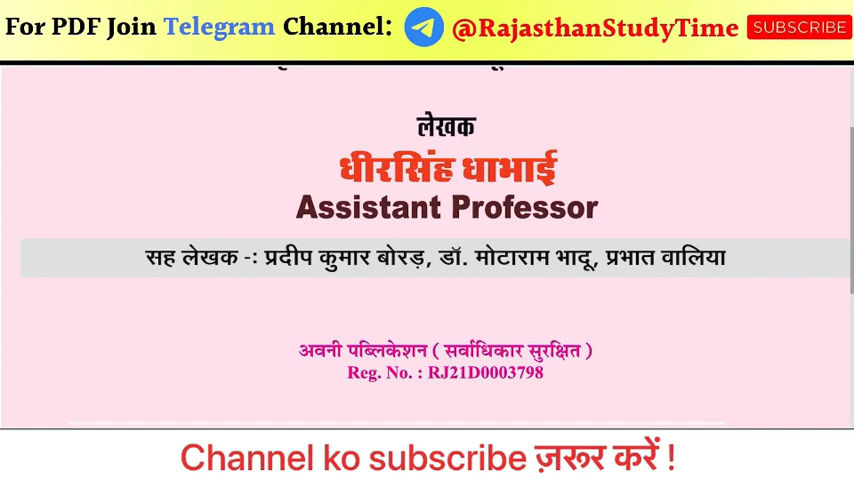 For PDF Join Telegram Channel: @RajasthanStudyTime SUBSCRIBE
लेखक
धीरसिंह धाभाई
Assistant Professor
सह लेखक -: प्रदीप कुमार बोरड़, डॉ. मोटाराम भादू, प्रभात वालिया
अवनी पब्लिकेशन ( सर्वाधिकार सुरक्षित )
Reg. No. : RJ21D0003798
Channel ko subscribe ज़रूर करें !